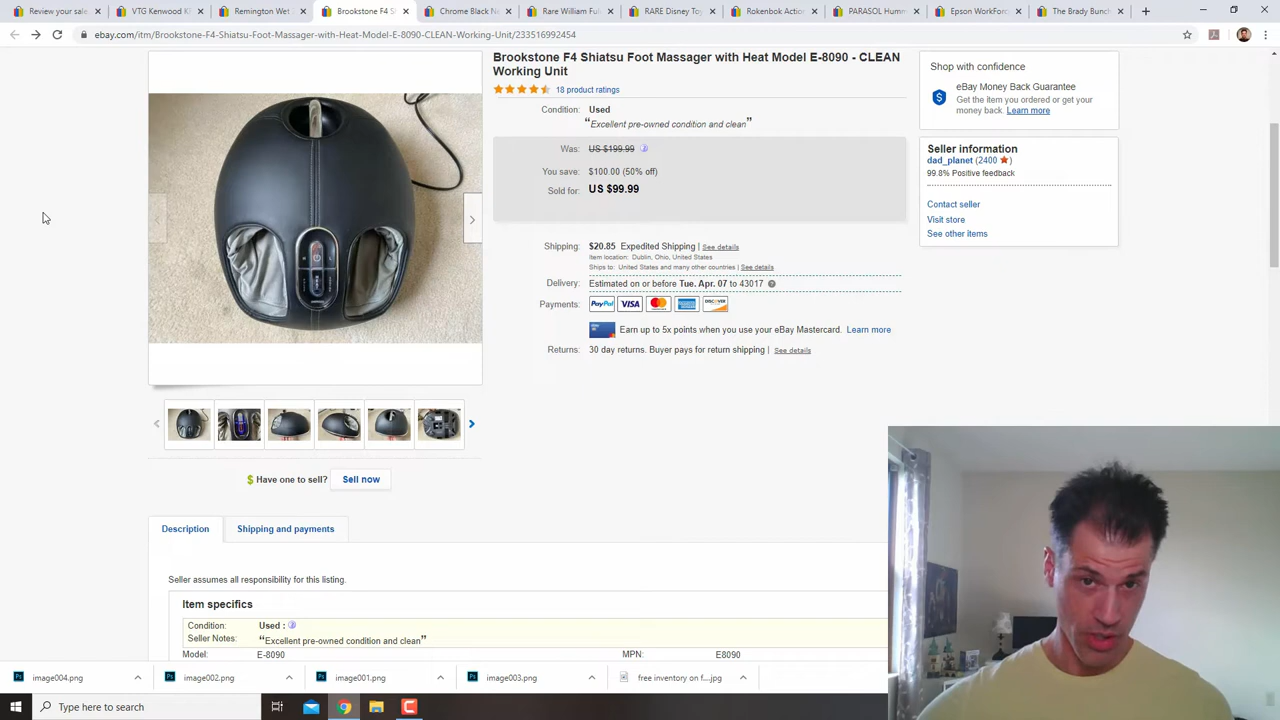 Review your sale
VTG Kenwood K
Remington Wet
Brookstone F4 S
Chrome Black Ne
Rare William Ful
RARE Disney Toy
Rokenbok Action
PARASOL Humm
Epson WorkFor
The Brady Bunch
ebay.com/itm/Brookstone-F4-Shiatsu-Foot-Massager-with-Heat-Model-E-8090-CLEAN-Working-Unit/233516992454
Brookstone F4 Shiatsu Foot Massager with Heat Model E-8090 - CLEAN
Working Unit
18 product ratings
Condition: Used
“Excellent pre-owned condition and clean”
Was: US $199.99
You save: $100.00 (50% off)
Sold for: US $99.99
Shipping: $20.85 Expedited Shipping | See details
Item location: Dublin, Ohio, United States
Ships to: United States and many other countries | See details
Delivery: Estimated on or before Tue. Apr. 07 to 43017
Payments: PayPal VISA DISCOVER
Earn up to 5x points when you use your eBay Mastercard. Learn more
Returns: 30 day returns. Buyer pays for return shipping | See details
Shop with confidence
eBay Money Back Guarantee
Get the item you ordered or get your
money back. Learn more
Seller information
dad_planet (2400 )
99.8% Positive feedback
Contact seller
Visit store
See other items
$ Have one to sell? Sell now
Description
Shipping and payments
Seller assumes all responsibility for this listing.
Item specifics
Condition: Used :
Seller Notes: “Excellent pre-owned condition and clean”
Model: E-8090
MPN: E8090
image004.png
image002.png
image001.png
image003.png
free inventory on f....jpg
Type here to search